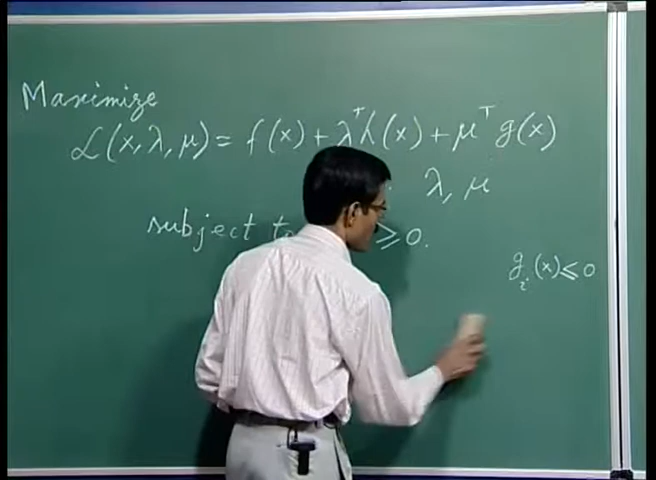 Maximize
L(x, λ, μ) = f(x) + λᵀh(x) + μᵀg(x)
λ, μ
subject to ≥ 0.
gᵢ(x) ≤ 0